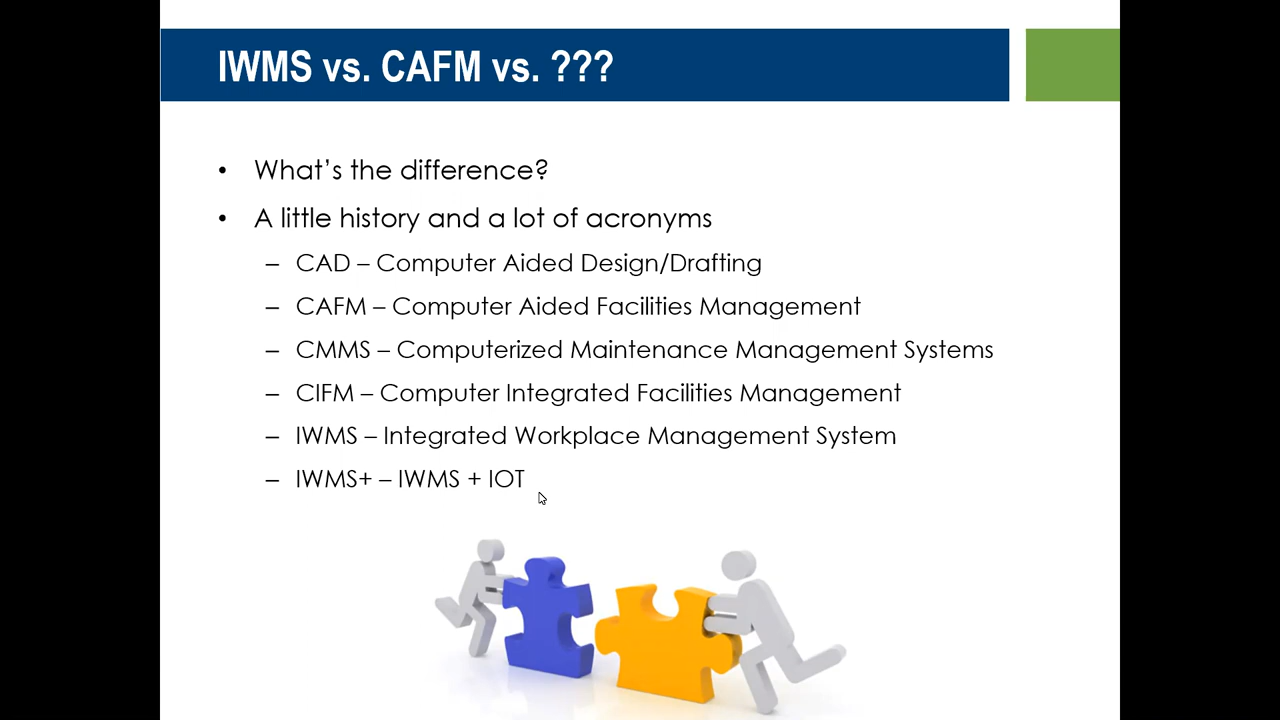 IWMS vs. CAFM vs. ???
• What's the difference?
• A little history and a lot of acronyms
– CAD – Computer Aided Design/Drafting
– CAFM – Computer Aided Facilities Management
– CMMS – Computerized Maintenance Management Systems
– CIFM – Computer Integrated Facilities Management
– IWMS – Integrated Workplace Management System
– IWMS+ – IWMS + IOT